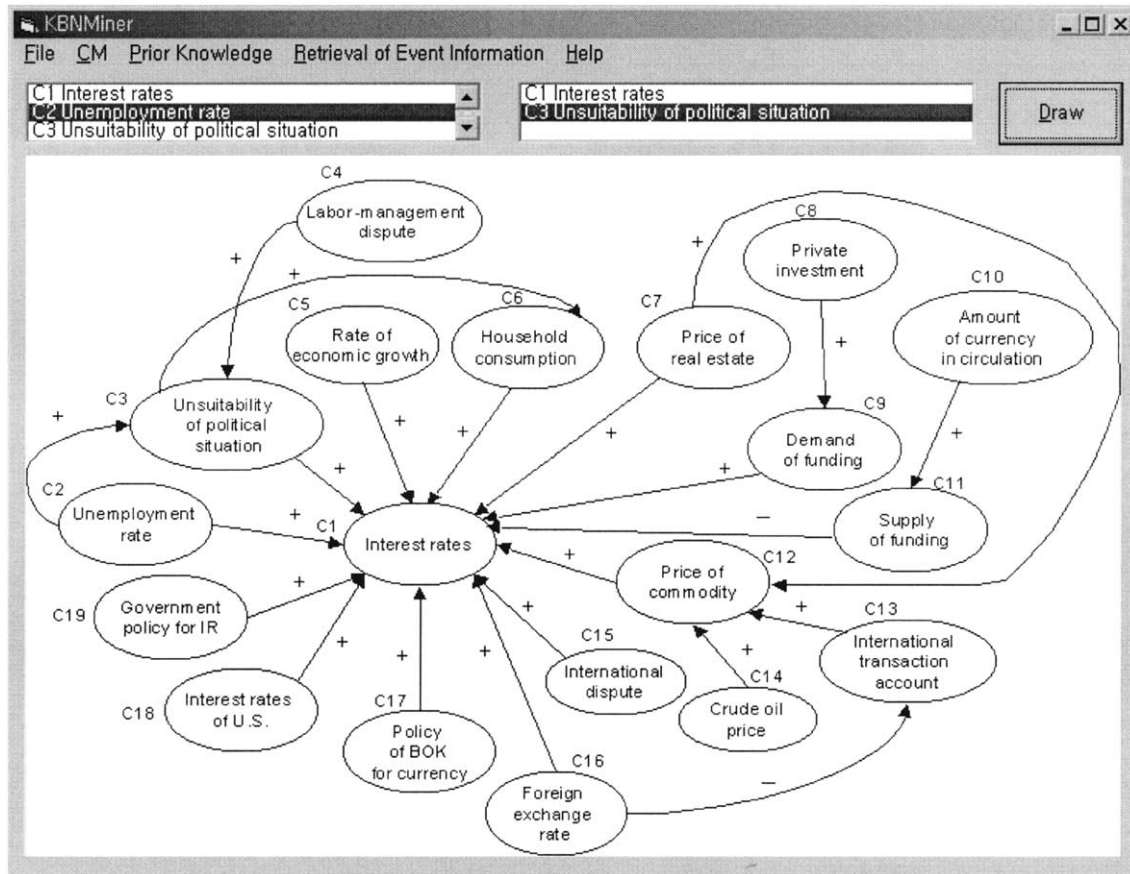 KBNMiner
File CM Prior Knowledge Retrieval of Event Information Help
C1 Interest rates
C2 Unemployment rate
C3 Unsuitability of political situation
C1 Interest rates
C3 Unsuitability of political situation
Draw
C4
Labor-management
dispute
+
+
C5
Rate of
economic growth
+
C6
Household
consumption
+
C7
Price of
real estate
+
+
C8
Private
investment
+
C10
Amount
of currency
in circulation
+
C3
Unsuitability
of political
situation
+
+
C9
Demand
of funding
+
C2
Unemployment
rate
+
C1
Interest rates
C11
Supply
of funding
−
C12
Price of
commodity
+
C19
Government
policy for IR
+
C13
International
transaction
account
+
C15
International
dispute
+
C14
Crude oil
price
+
C18
Interest rates
of U.S.
+
C17
Policy
of BOK
for currency
+
C16
Foreign
exchange
rate
+
−